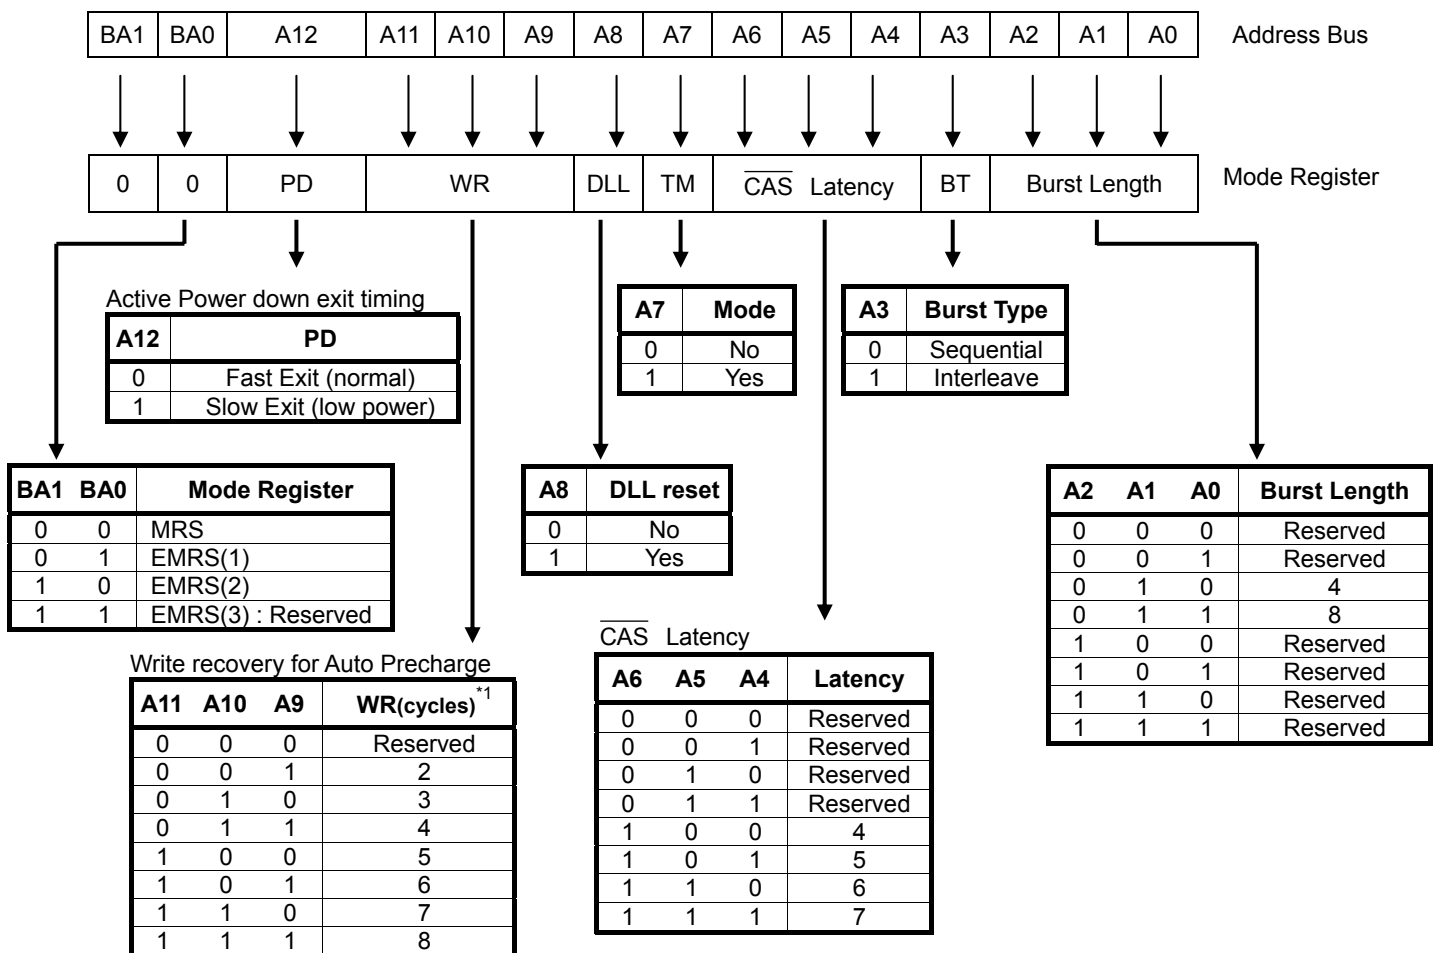 BA1 BA0 A12 A11 A10 A9 A8 A7 A6 A5 A4 A3 A2 A1 A0 Address Bus
0 0 PD WR DLL TM CAS Latency BT Burst Length Mode Register
Active Power down exit timing
A12 PD
0 Fast Exit (normal)
1 Slow Exit (low power)
A7 Mode
0 No
1 Yes
A3 Burst Type
0 Sequential
1 Interleave
BA1 BA0 Mode Register
0 0 MRS
0 1 EMRS(1)
1 0 EMRS(2)
1 1 EMRS(3) : Reserved
A8 DLL reset
0 No
1 Yes
A2 A1 A0 Burst Length
0 0 0 Reserved
0 0 1 Reserved
0 1 0 4
0 1 1 8
1 0 0 Reserved
1 0 1 Reserved
1 1 0 Reserved
1 1 1 Reserved
Write recovery for Auto Precharge
A11 A10 A9 WR(cycles)*1
0 0 0 Reserved
0 0 1 2
0 1 0 3
0 1 1 4
1 0 0 5
1 0 1 6
1 1 0 7
1 1 1 8
CAS Latency
A6 A5 A4 Latency
0 0 0 Reserved
0 0 1 Reserved
0 1 0 Reserved
0 1 1 Reserved
1 0 0 4
1 0 1 5
1 1 0 6
1 1 1 7